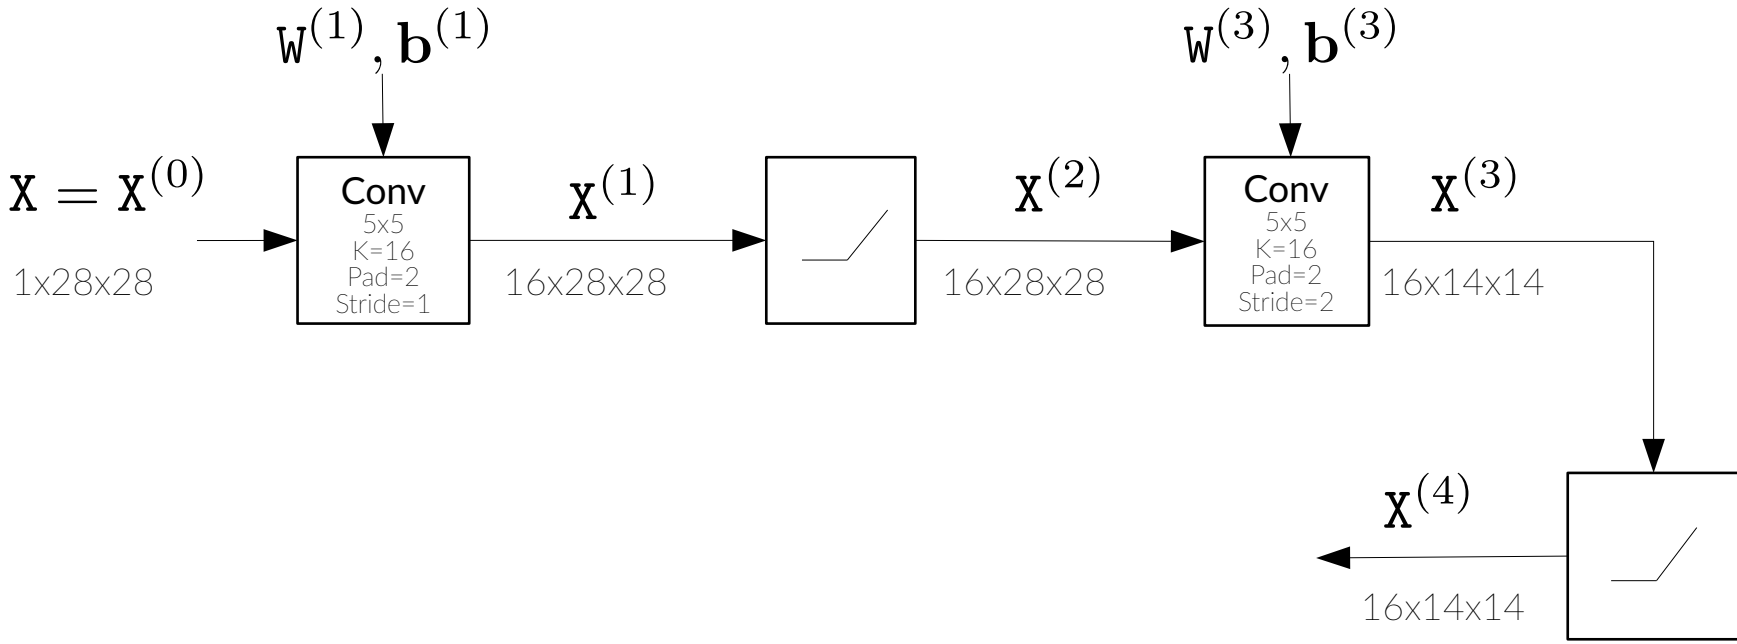 W(1), b(1)
W(3), b(3)
X = X(0)
1x28x28
Conv
5x5
K=16
Pad=2
Stride=1
X(1)
16x28x28
X(2)
16x28x28
Conv
5x5
K=16
Pad=2
Stride=2
X(3)
16x14x14
X(4)
16x14x14